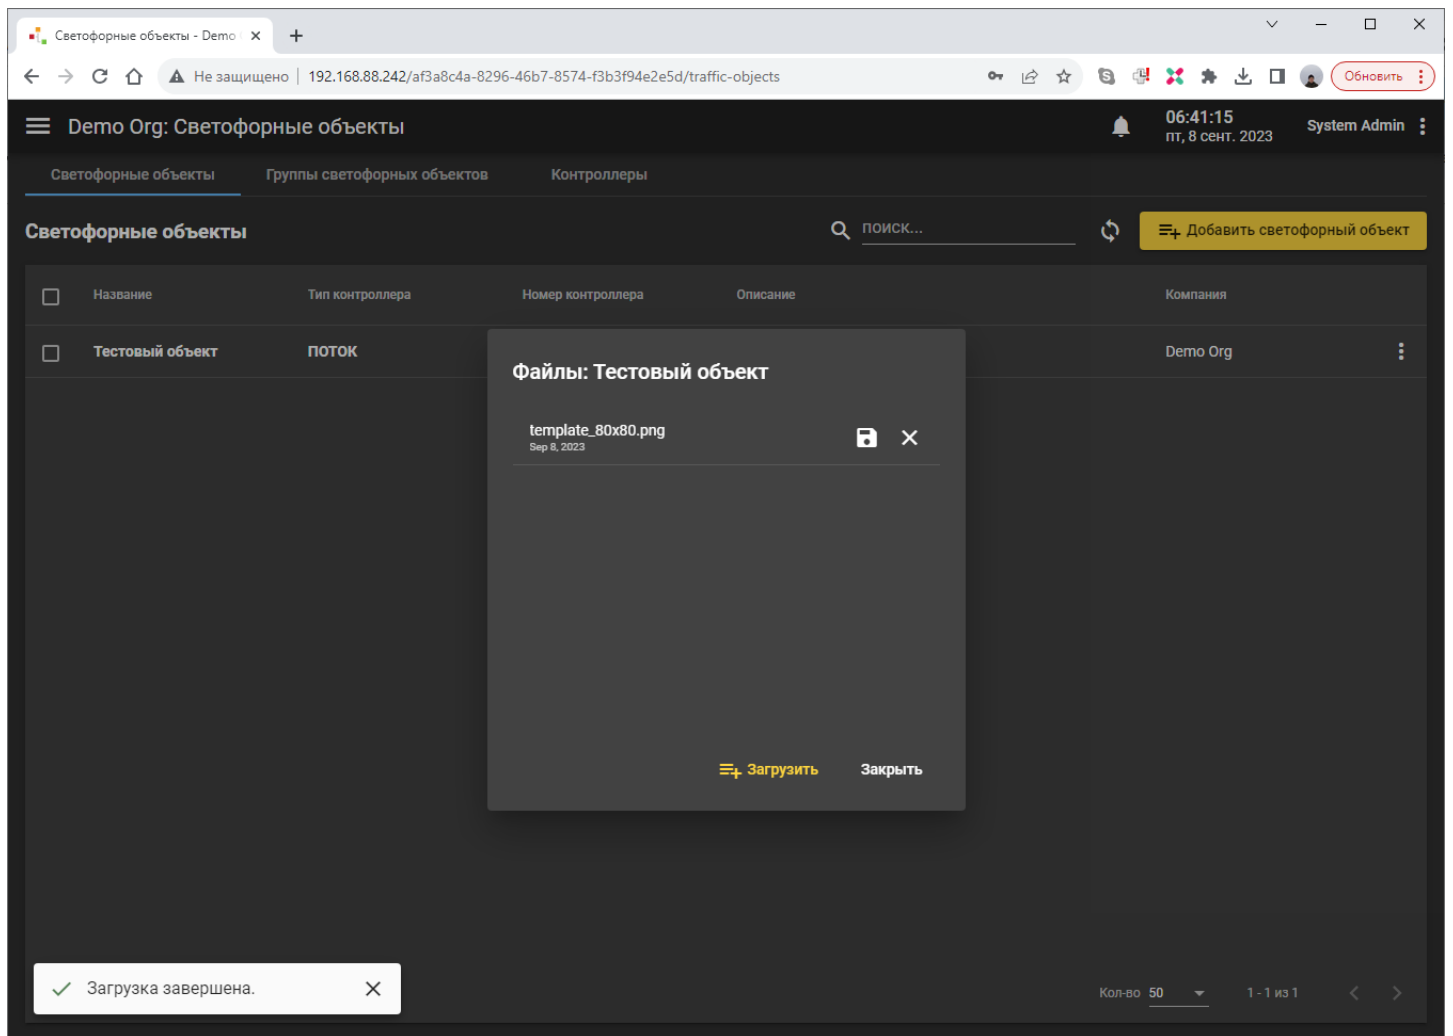 Светофорные объекты - Demo
Не защищено
192.168.88.242/af3a8c4a-8296-46b7-8574-f3b3f94e2e5d/traffic-objects
Обновить
Demo Org: Светофорные объекты
06:41:15
пт, 8 сент. 2023
System Admin
Светофорные объекты
Группы светофорных объектов
Контроллеры
Светофорные объекты
поиск...
Добавить светофорный объект
Название
Тип контроллера
Номер контроллера
Описание
Компания
Тестовый объект
ПОТОК
Demo Org
Файлы: Тестовый объект
template_80x80.png
Sep 8, 2023
Загрузить
Закрыть
Загрузка завершена.
Кол-во 50
1 - 1 из 1